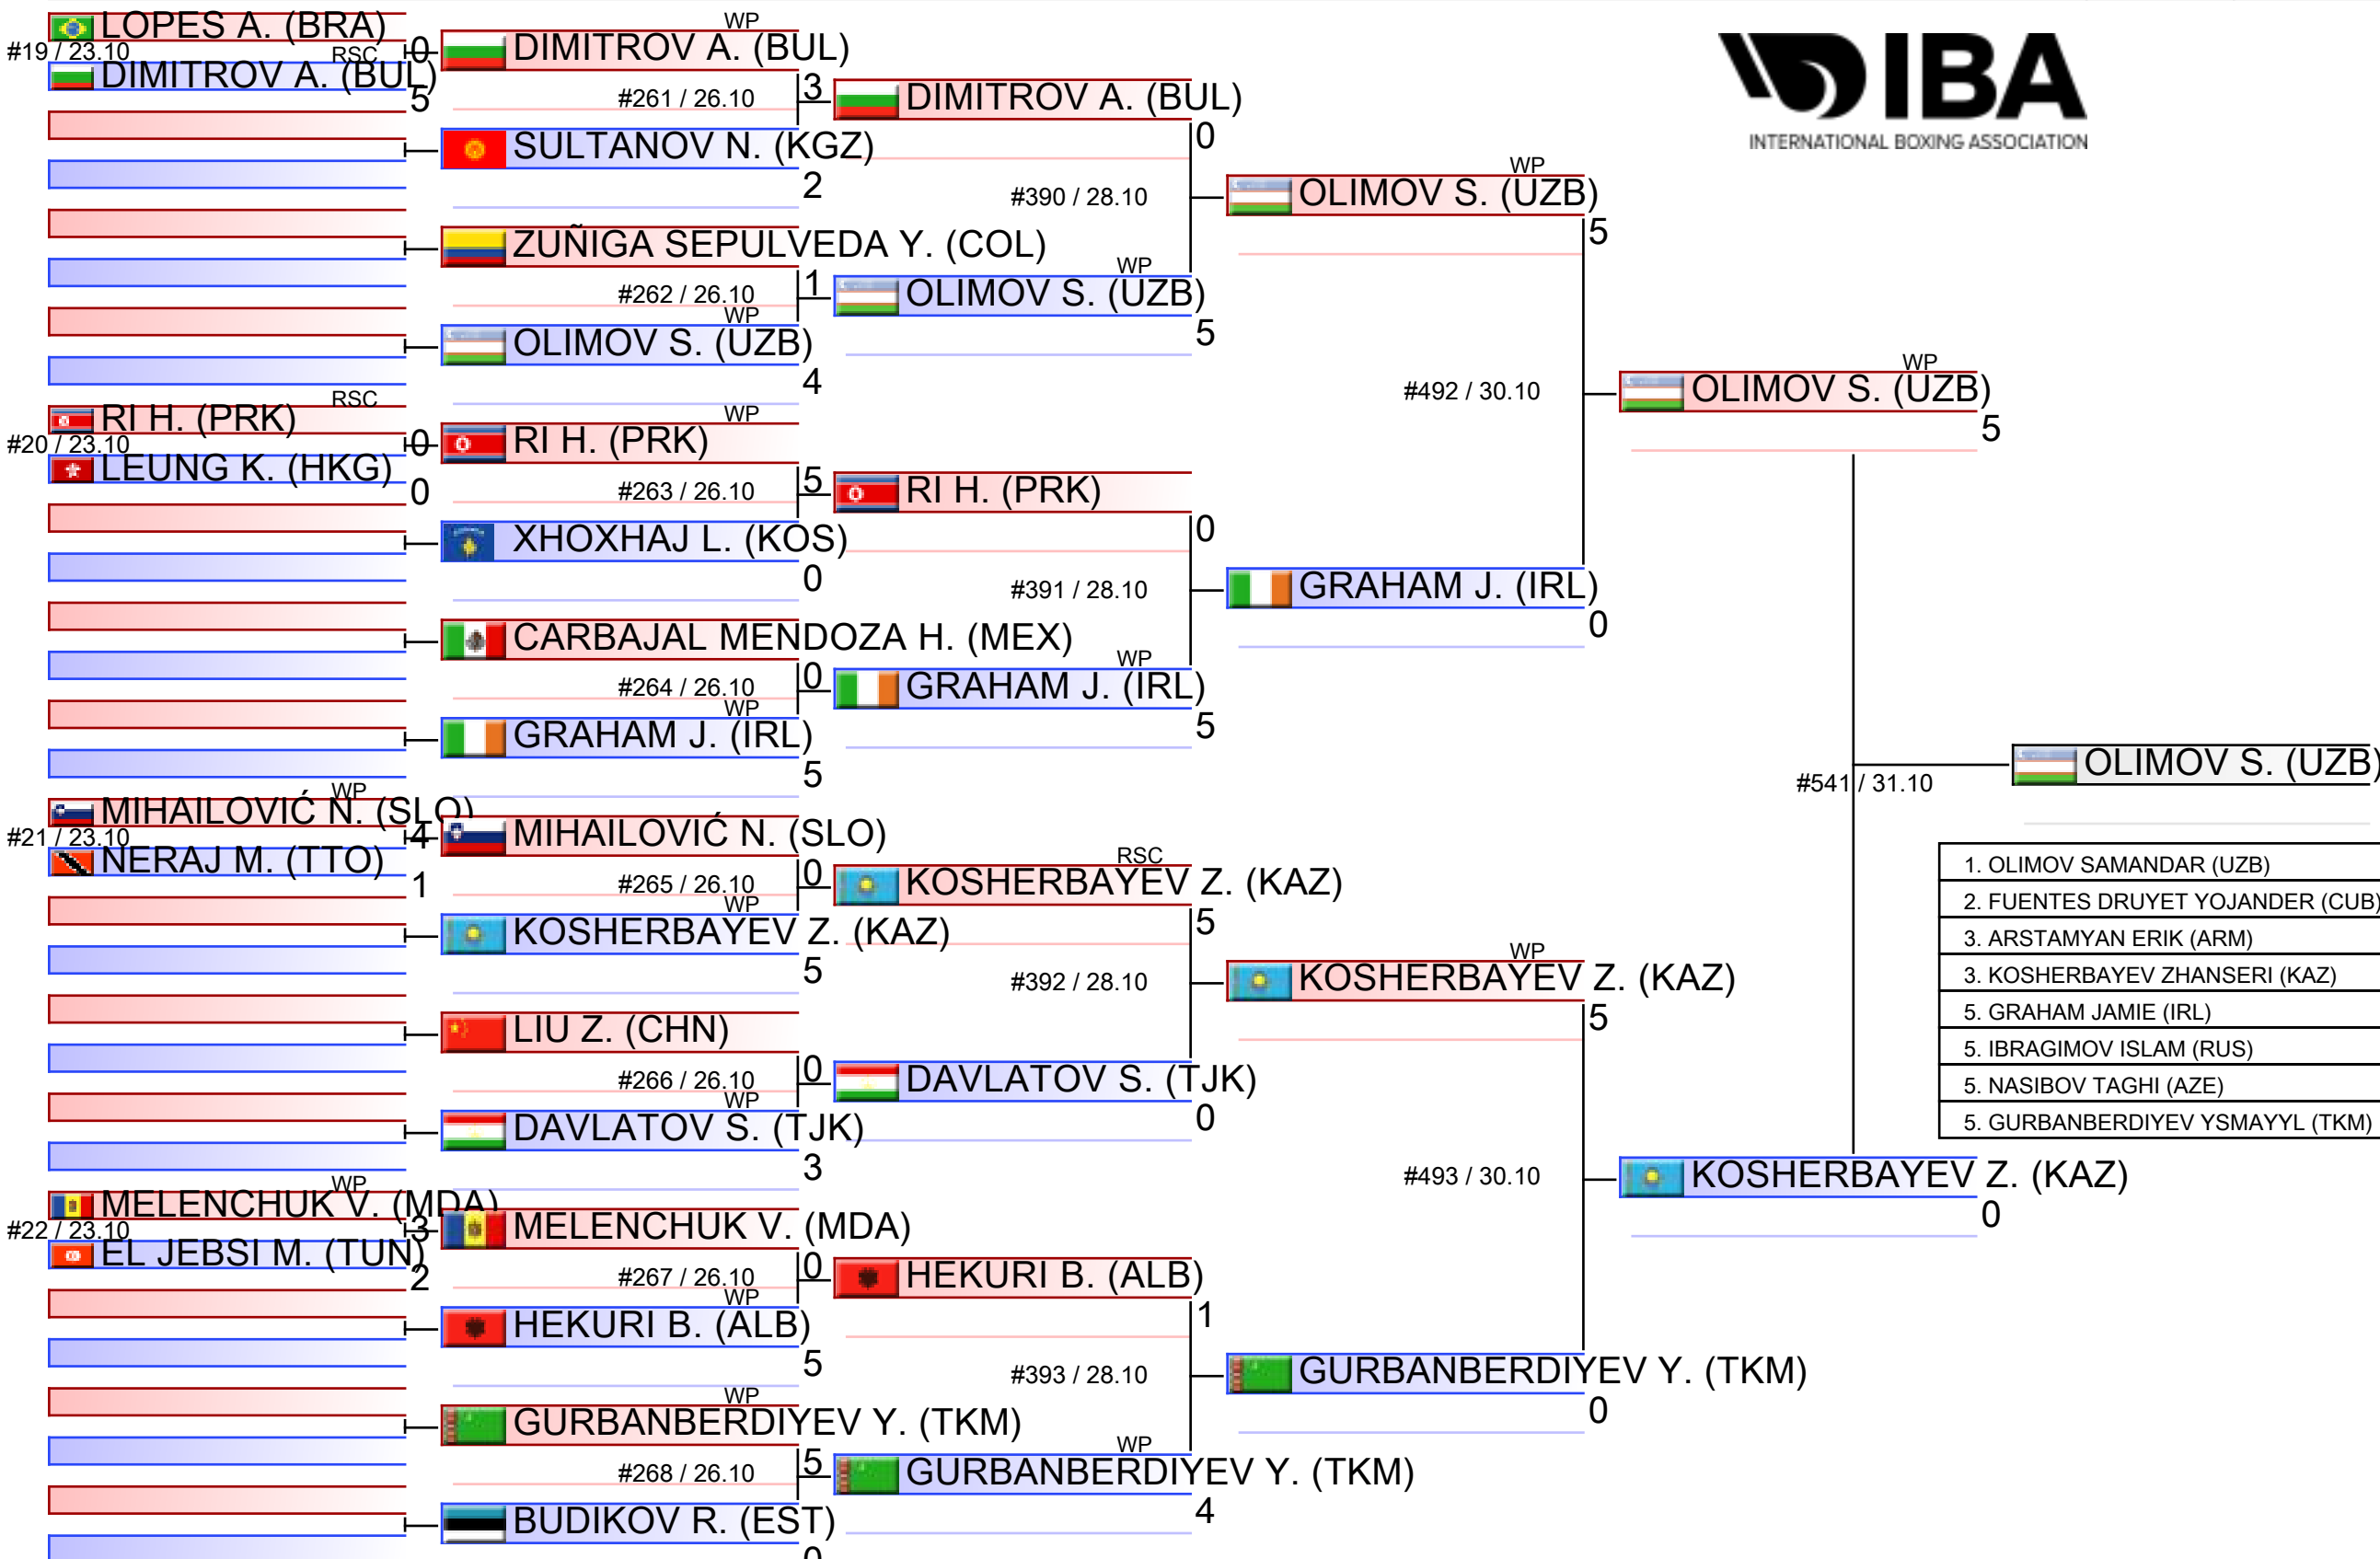 LOPES A. (BRA)
#19 / 23.10
RSC
0
DIMITROV A. (BUL)
5
RSC
RI H. (PRK)
#20 / 23.10
0
LEUNG K. (HKG)
0
WP
MIHAILOVIĆ N. (SLO)
#21 / 23.10
4
NERAJ M. (TTO)
1
WP
MELENCHUK V. (MDA)
#22 / 23.10
3
EL JEBSI M. (TUN)
2
WP
DIMITROV A. (BUL)
3
#261 / 26.10
SULTANOV N. (KGZ)
2
ZUÑIGA SEPULVEDA Y. (COL)
1
#262 / 26.10
WP
OLIMOV S. (UZB)
4
WP
RI H. (PRK)
5
#263 / 26.10
XHOXHAJ L. (KOS)
0
CARBAJAL MENDOZA H. (MEX)
0
#264 / 26.10
WP
GRAHAM J. (IRL)
5
MIHAILOVIĆ N. (SLO)
0
#265 / 26.10
WP
KOSHERBAYEV Z. (KAZ)
5
LIU Z. (CHN)
0
#266 / 26.10
WP
DAVLATOV S. (TJK)
3
MELENCHUK V. (MDA)
0
#267 / 26.10
WP
HEKURI B. (ALB)
5
WP
GURBANBERDIYEV Y. (TKM)
5
#268 / 26.10
BUDIKOV R. (EST)
0
DIMITROV A. (BUL)
0
#390 / 28.10
WP
OLIMOV S. (UZB)
5
RI H. (PRK)
0
#391 / 28.10
WP
GRAHAM J. (IRL)
5
RSC
KOSHERBAYEV Z. (KAZ)
5
#392 / 28.10
DAVLATOV S. (TJK)
0
HEKURI B. (ALB)
1
#393 / 28.10
WP
GURBANBERDIYEV Y. (TKM)
4
WP
OLIMOV S. (UZB)
5
#492 / 30.10
GRAHAM J. (IRL)
0
WP
KOSHERBAYEV Z. (KAZ)
5
#493 / 30.10
GURBANBERDIYEV Y. (TKM)
0
WP
OLIMOV S. (UZB)
5
#541 / 31.10
KOSHERBAYEV Z. (KAZ)
0
OLIMOV S. (UZB)
IBA
INTERNATIONAL BOXING ASSOCIATION
1. OLIMOV SAMANDAR (UZB)
2. FUENTES DRUYET YOJANDER (CUB)
3. ARSTAMYAN ERIK (ARM)
3. KOSHERBAYEV ZHANSERI (KAZ)
5. GRAHAM JAMIE (IRL)
5. IBRAGIMOV ISLAM (RUS)
5. NASIBOV TAGHI (AZE)
5. GURBANBERDIYEV YSMAYYL (TKM)